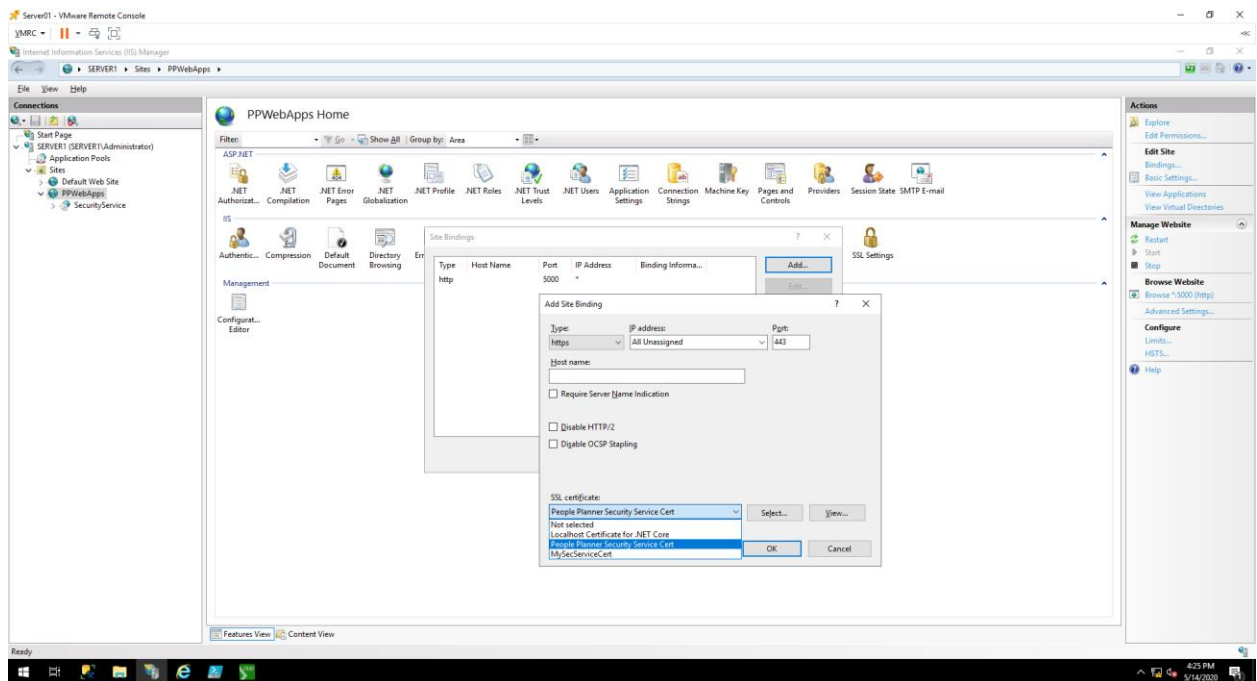 Server01 - VMware Remote Console
VMRC
Internet Information Services (IIS) Manager
SERVER1 Sites PPWebApps
File View Help
Connections
Start Page
SERVER1 (SERVER1\Administrator)
Application Pools
Sites
Default Web Site
PPWebApps
SecurityService
PPWebApps Home
Filter: Go Show All Group by: Area
ASP.NET
.NET Authorizat...
.NET Compilation
.NET Error Pages
.NET Globalization
.NET Profile
.NET Roles
.NET Trust Levels
.NET Users
Application Settings
Connection Strings
Machine Key
Pages and Controls
Providers
Session State
SMTP E-mail
IIS
Authentic...
Compression
Default Document
Directory Browsing
Err
SSL Settings
Management
Configurat... Editor
Site Bindings ?
Type Host Name Port IP Address Binding Informa...
http 5000 *
Add...
Edit...
Add Site Binding ?
Type: IP address: Port:
https All Unassigned 443
Host name:
Require Server Name Indication
Disable HTTP/2
Disable OCSP Stapling
SSL certificate:
People Planner Security Service Cert Select... View...
Not selected
Localhost Certificate for .NET Core
People Planner Security Service Cert
MySecServiceCert
OK Cancel
Features View Content View
Actions
Explore
Edit Permissions...
Edit Site
Bindings...
Basic Settings...
View Applications
View Virtual Directories
Manage Website
Restart
Start
Stop
Browse Website
Browse *:5000 (http)
Advanced Settings...
Configure
Limits...
HSTS...
Help
Ready
4:25 PM
5/14/2020